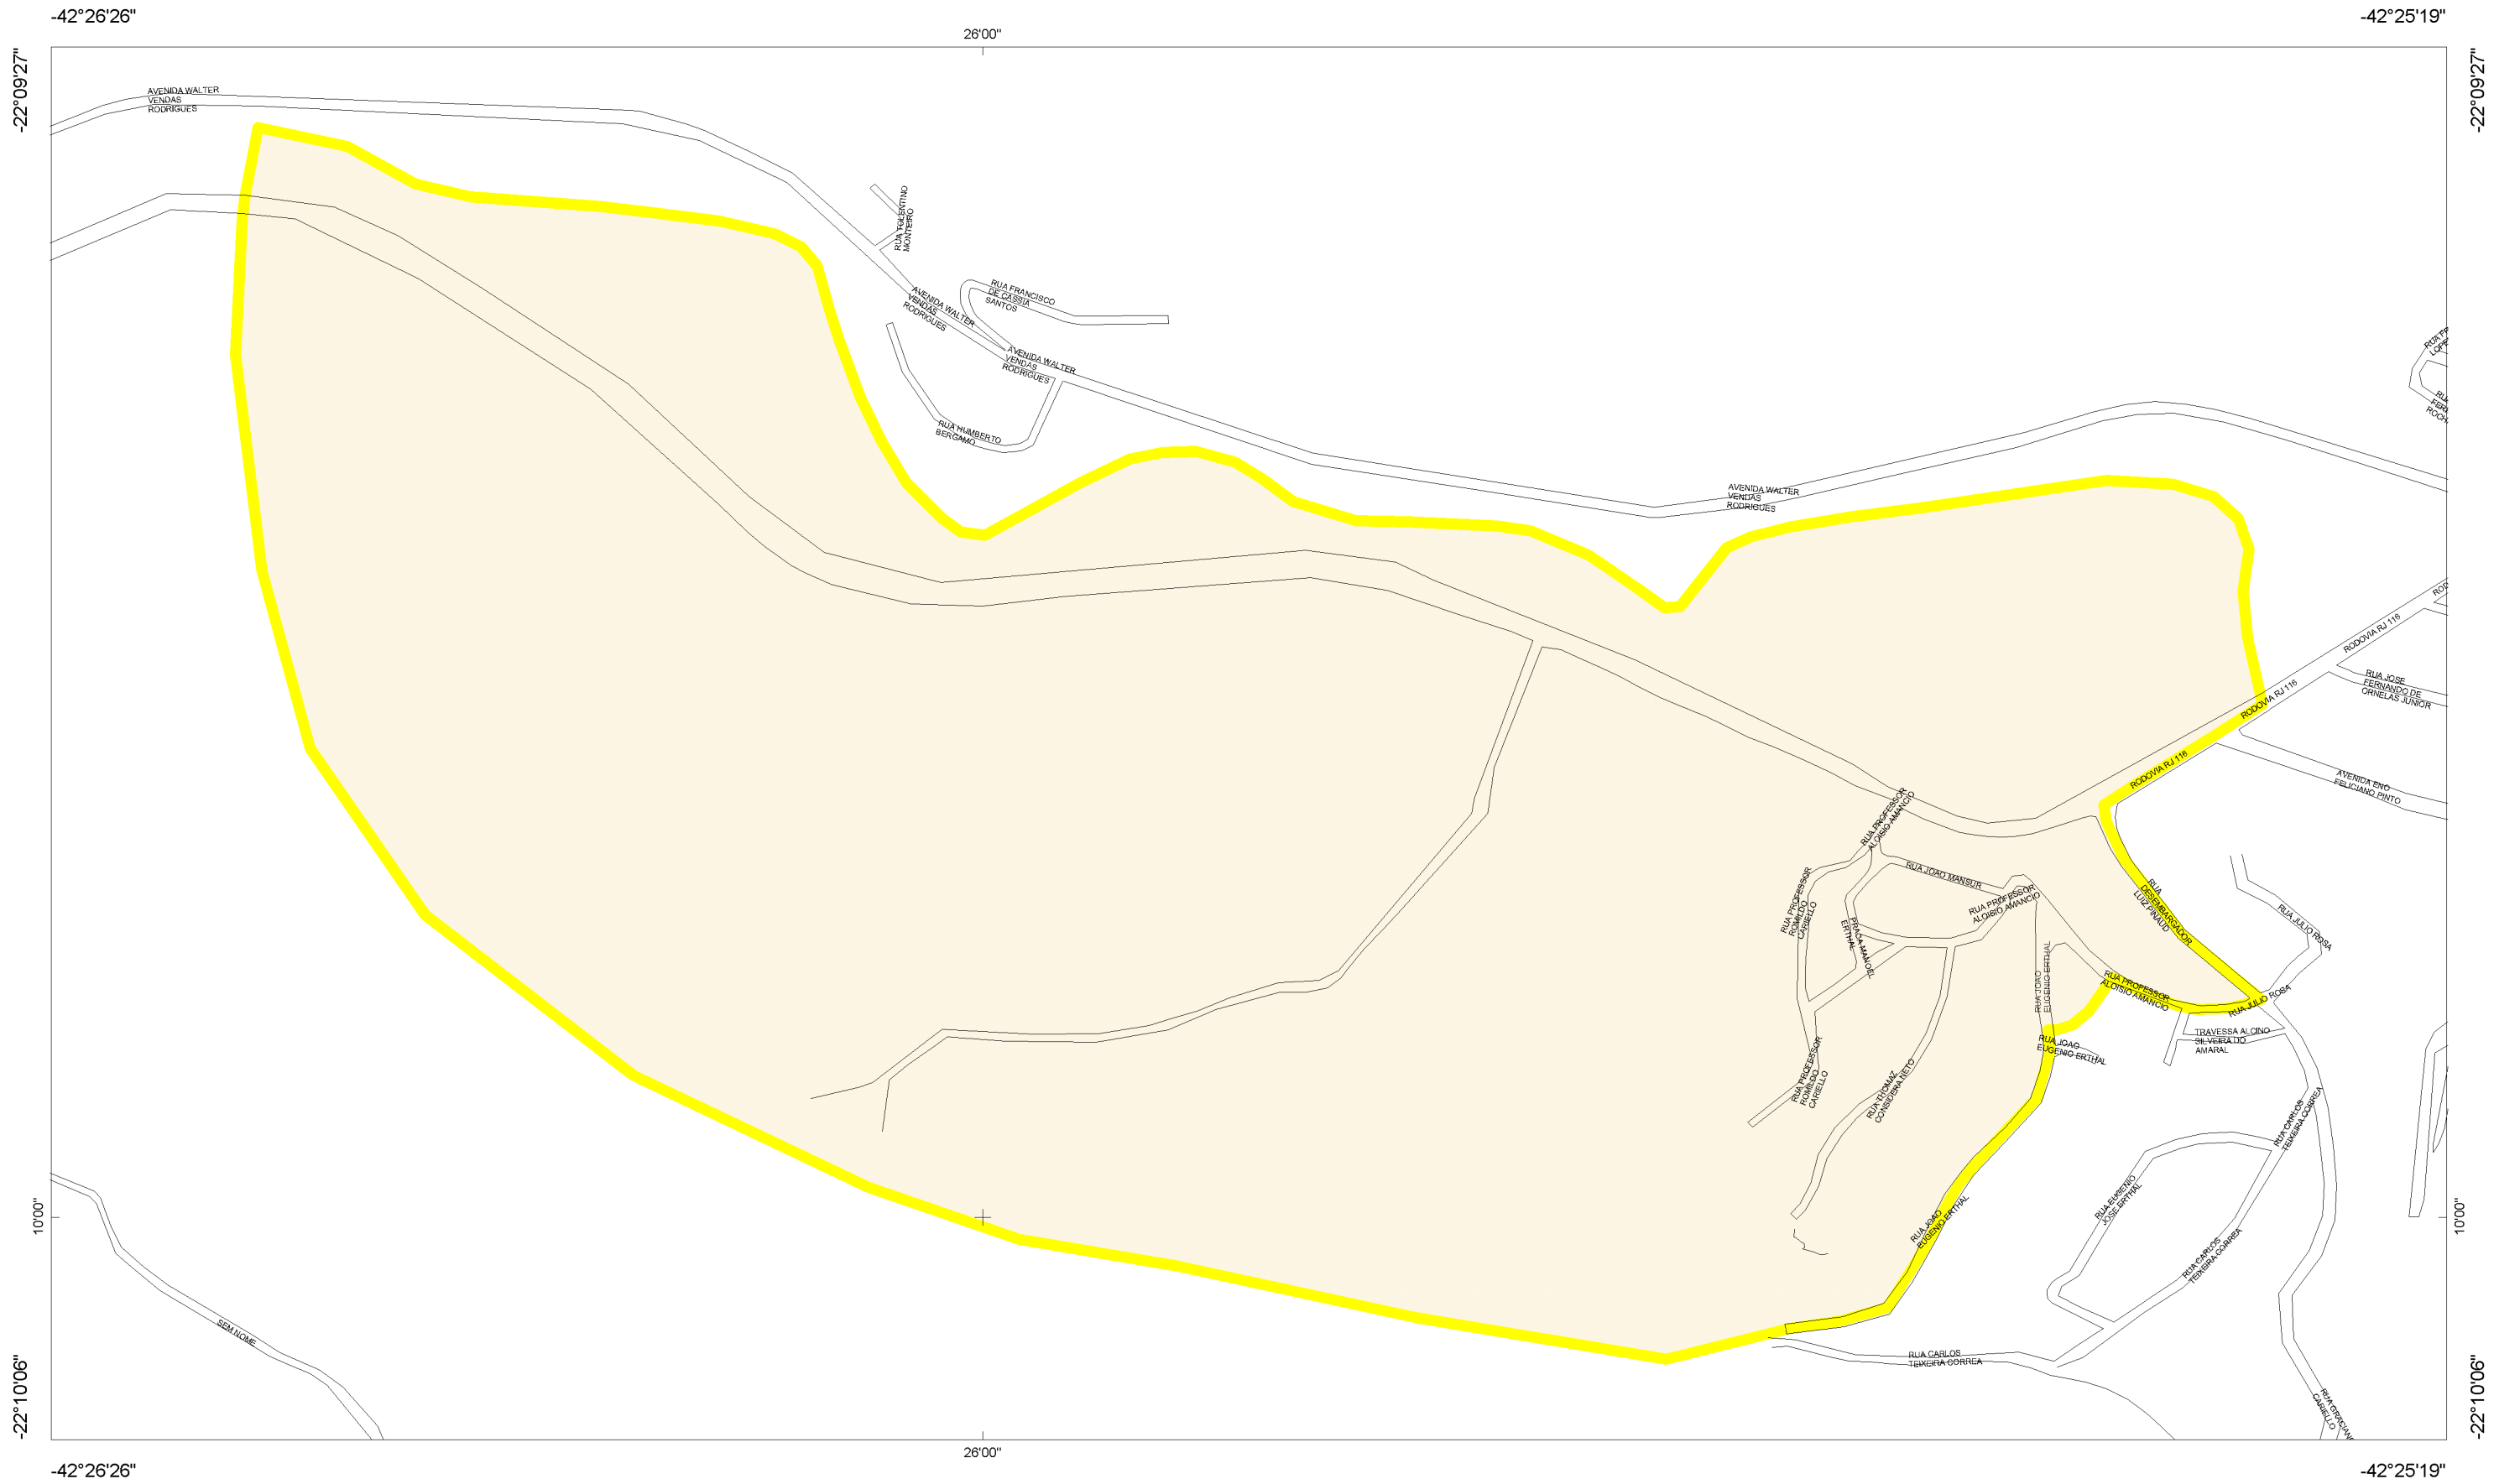 -42°26'26"
-42°25'19"
26'00"
-22°09'27"
-22°09'27"
AVENIDA WALTER
VENDAS
RODRIGUES
RUA TOLENTINO
MONTEIRO
RUA FRANCISCO
DE CASSIA
SANTOS
AVENIDA WALTER
VENDAS
RODRIGUES
AVENIDA WALTER
VENDAS
RODRIGUES
RUA HUMBERTO
BERGAMO
AVENIDA WALTER
VENDAS
RODRIGUES
RODOVIA RJ 116
RUA JOSE
FERNANDO DE
ORNELAS JUNIOR
RODOVIA RJ 116
RODOVIA RJ 116
AVENIDA ENO
FELICIANO PINTO
RUA PROFESSOR
ALOISIO AMANCIO
RUA JOAO MANSUR
RUA PROFESSOR
ROMILDO
CARIELLO
RUA PROFESSOR
ALOISIO AMANCIO
RUA
DESEMBARGADOR
LUIZ PINAUD
PRACA MANOEL
ERTHAL
RUA JULIO ROSA
RUA JOAO
EUGENIO ERTHAL
RUA PROFESSOR
ALOISIO AMANCIO
RUA JULIO ROSA
TRAVESSA ALCINO
SILVEIRA DO
AMARAL
RUA JOAO
EUGENIO ERTHAL
RUA PROFESSOR
ROMILDO
CARIELLO
RUA THOMAZ
CONSIDERA NETO
RUA CARLOS
TEIXEIRA CORREA
RUA EUGENIO
JOSE ERTHAL
RUA JOAO
EUGENIO ERTHAL
RUA CARLOS
TEIXEIRA CORREA
10'00"
10'00"
SEM NOME
RUA CARLOS
TEIXEIRA CORREA
CARIELLO
-22°10'06"
-22°10'06"
26'00"
-42°26'26"
-42°25'19"